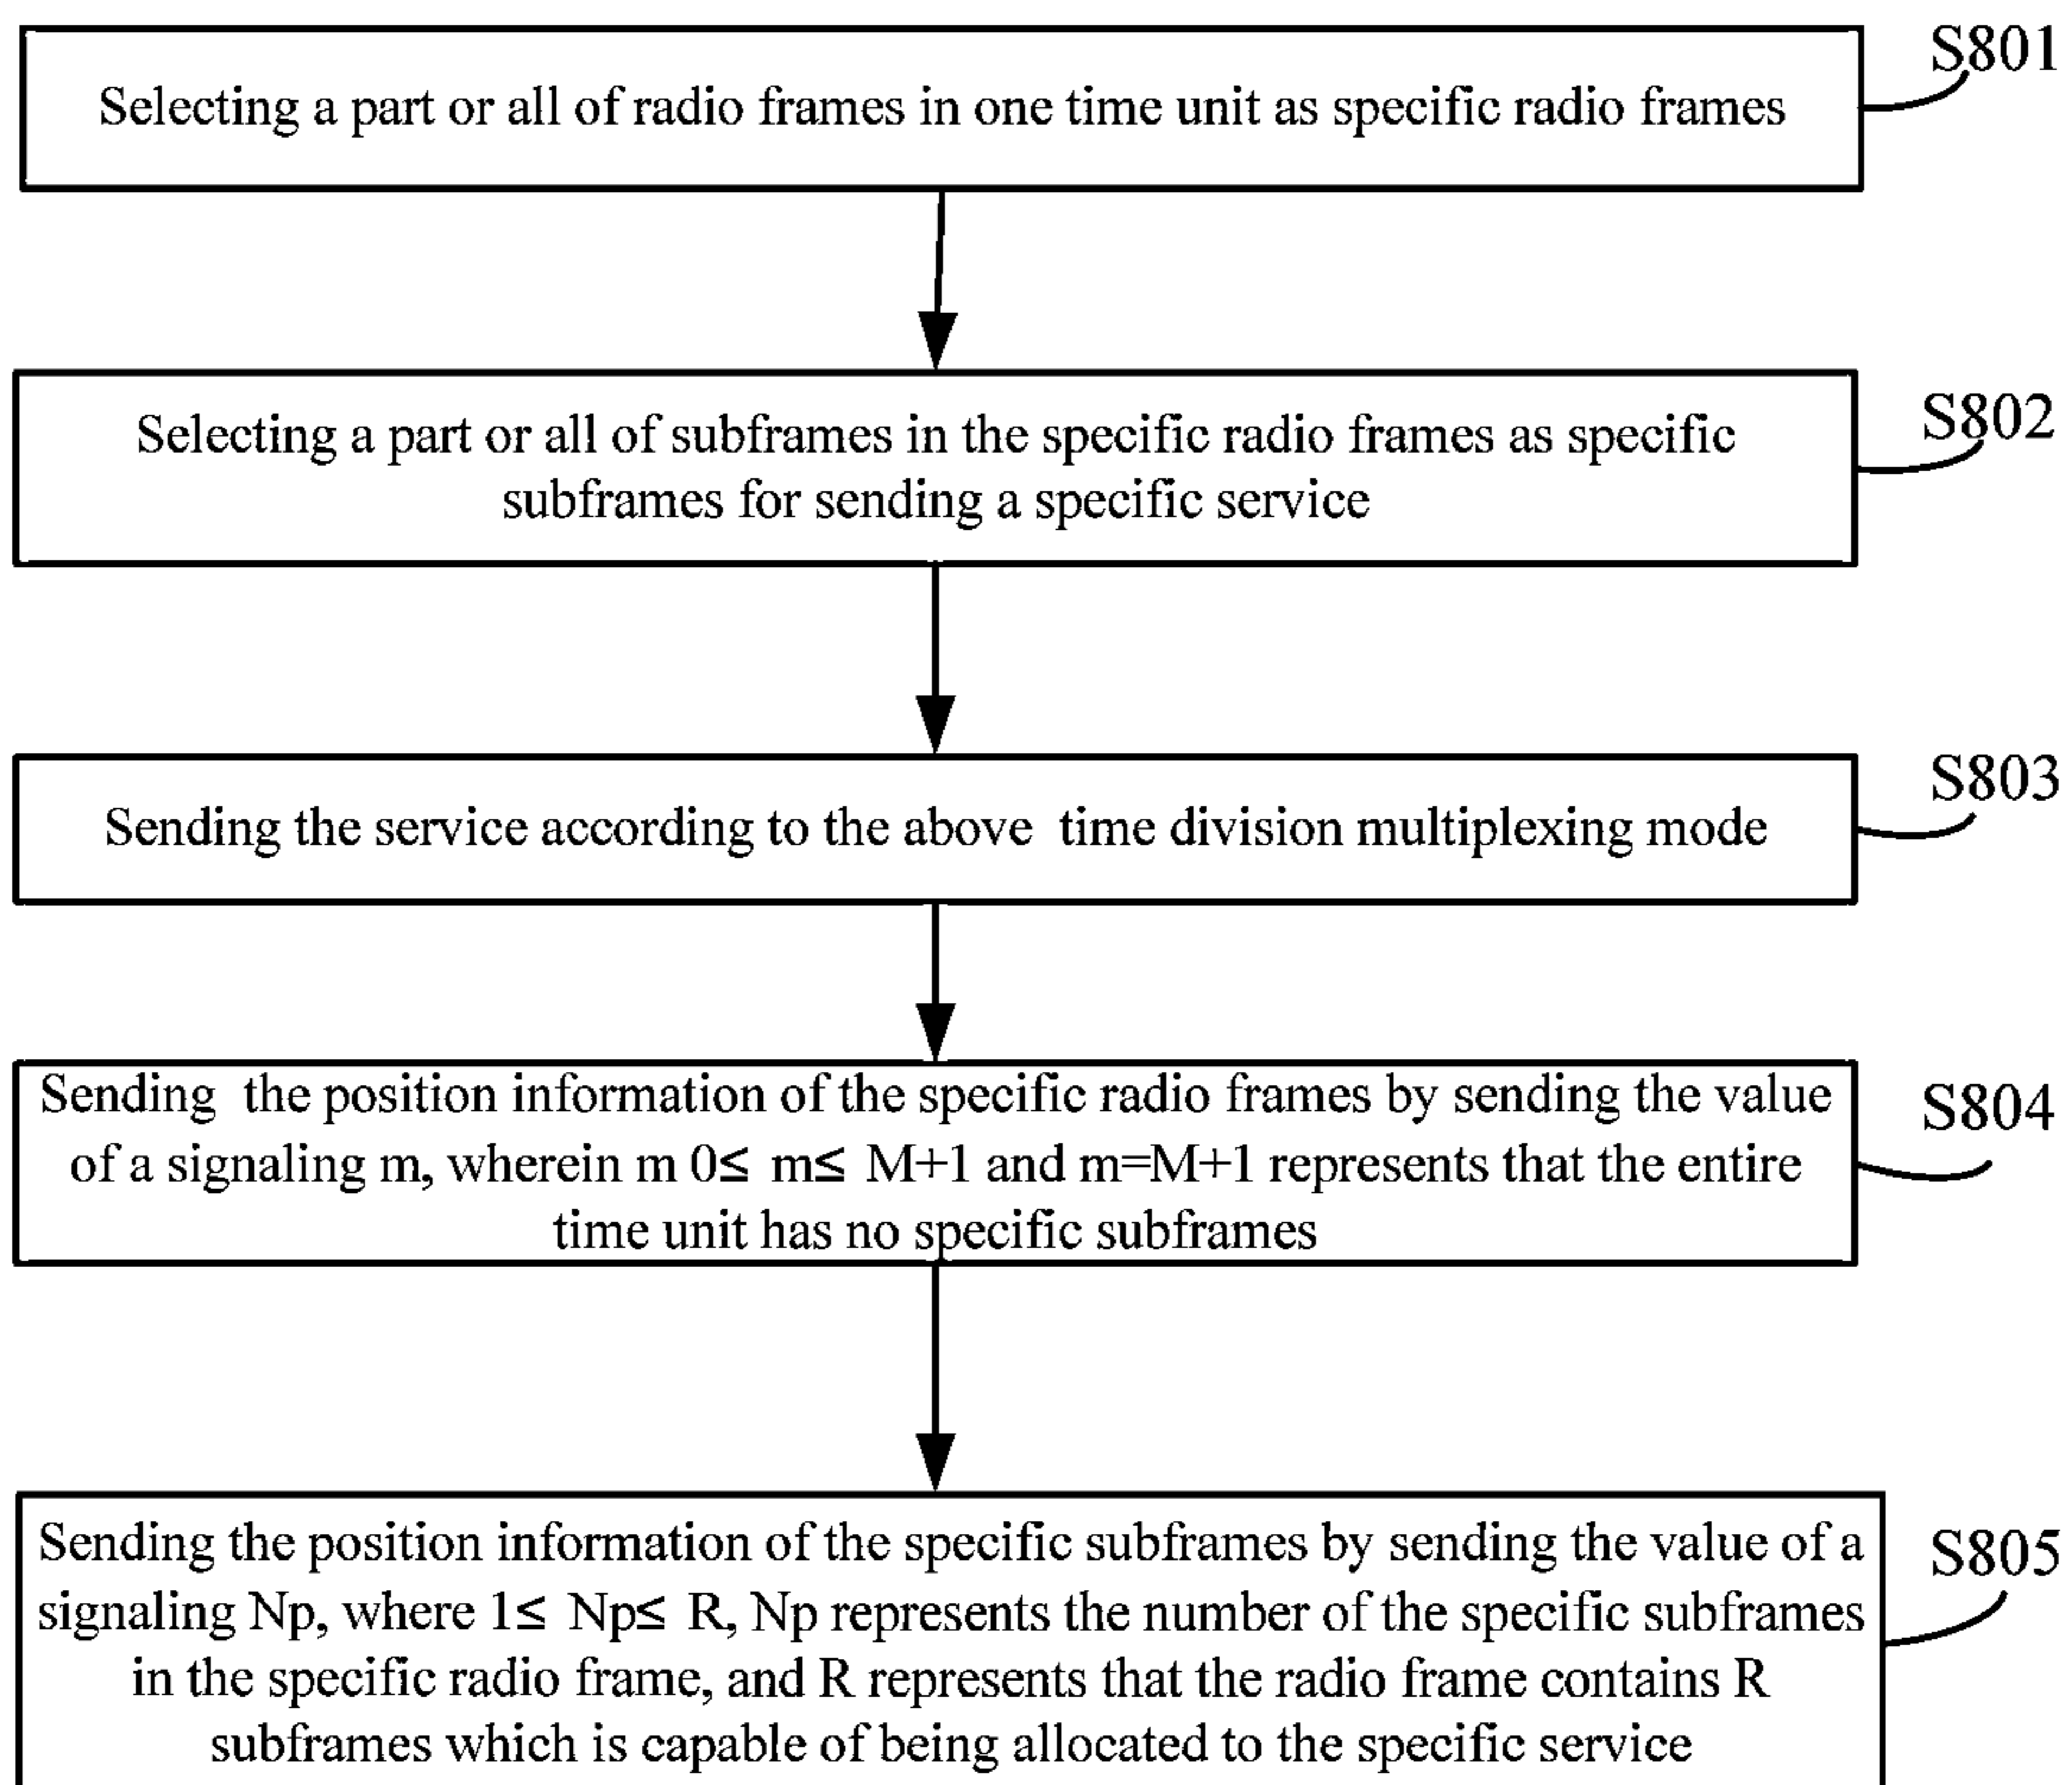 S801
Selecting a part or all of radio frames in one time unit as specific radio frames
S802
Selecting a part or all of subframes in the specific radio frames as specific
subframes for sending a specific service
S803
Sending the service according to the above time division multiplexing mode
S804
Sending the position information of the specific radio frames by sending the value
of a signaling m, wherein m 0≤ m≤ M+1 and m=M+1 represents that the entire
time unit has no specific subframes
S805
Sending the position information of the specific subframes by sending the value of a
signaling Np, where 1≤ Np≤ R, Np represents the number of the specific subframes
in the specific radio frame, and R represents that the radio frame contains R
subframes which is capable of being allocated to the specific service